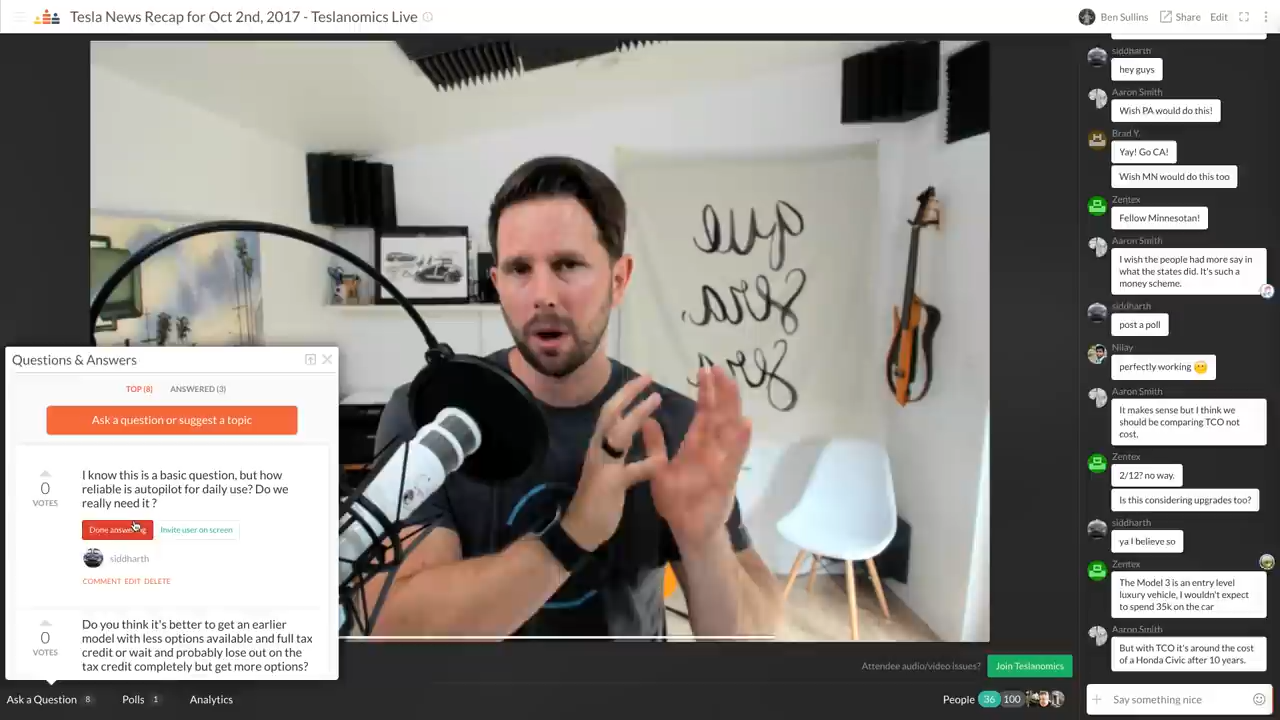 Tesla News Recap for Oct 2nd, 2017 - Teslanomics Live
Ben Sullins
Share
Edit
que
sera,
sera
Questions & Answers
TOP (8)
ANSWERED (3)
Ask a question or suggest a topic
0
VOTES
I know this is a basic question, but how
reliable is autopilot for daily use? Do we
really need it ?
Done answering
Invite user on screen
siddharth
COMMENT EDIT DELETE
0
VOTES
Do you think it's better to get an earlier
model with less options available and full tax
credit or wait and probably lose out on the
tax credit completely but get more options?
Ask a Question 8
Polls 1
Analytics
Attendee audio/video issues?
Join Teslanomics
People 36 100
siddharth
hey guys
Aaron Smith
Wish PA would do this!
Brad Y.
Yay! Go CA!
Wish MN would do this too
Zentex
Fellow Minnesotan!
Aaron Smith
I wish the people had more say in
what the states did. It's such a
money scheme.
siddharth
post a poll
perfectly working
Aaron Smith
It makes sense but I think we
should be comparing TCO not
cost.
Zentex
2/12? no way.
Is this considering upgrades too?
siddharth
ya I believe so
Zentex
The Model 3 is an entry level
luxury vehicle, I wouldn't expect
to spend 35k on the car
Aaron Smith
But with TCO it's around the cost
of a Honda Civic after 10 years.
Say something nice